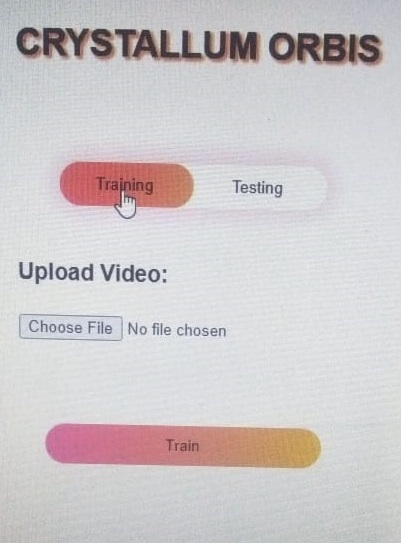 CRYSTALLUM ORBIS
Training Testing
Upload Video:
Choose File No file chosen
Train